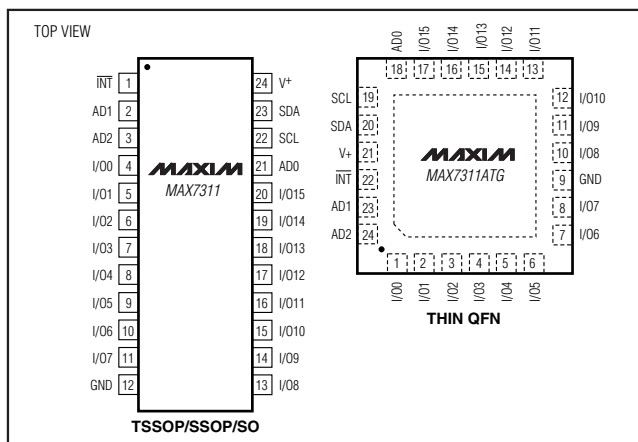 TOP VIEW
INT 1
AD1 2
AD2 3
I/O0 4
I/O1 5
I/O2 6
I/O3 7
I/O4 8
I/O5 9
I/O6 10
I/O7 11
GND 12
MAXIM
MAX7311
24 V+
23 SDA
22 SCL
21 AD0
20 I/O15
19 I/O14
18 I/O13
17 I/O12
16 I/O11
15 I/O10
14 I/O9
13 I/O8
TSSOP/SSOP/SO
AD0 I/O15 I/O14 I/O13 I/O12 I/O11
18 17 16 15 14 13
SCL 19
SDA 20
V+ 21
INT 22
AD1 23
AD2 24
MAXIM
MAX7311ATG
12 I/O10
11 I/O9
10 I/O8
9 GND
8 I/O7
7 I/O6
1 2 3 4 5 6
I/O0 I/O1 I/O2 I/O3 I/O4 I/O5
THIN QFN